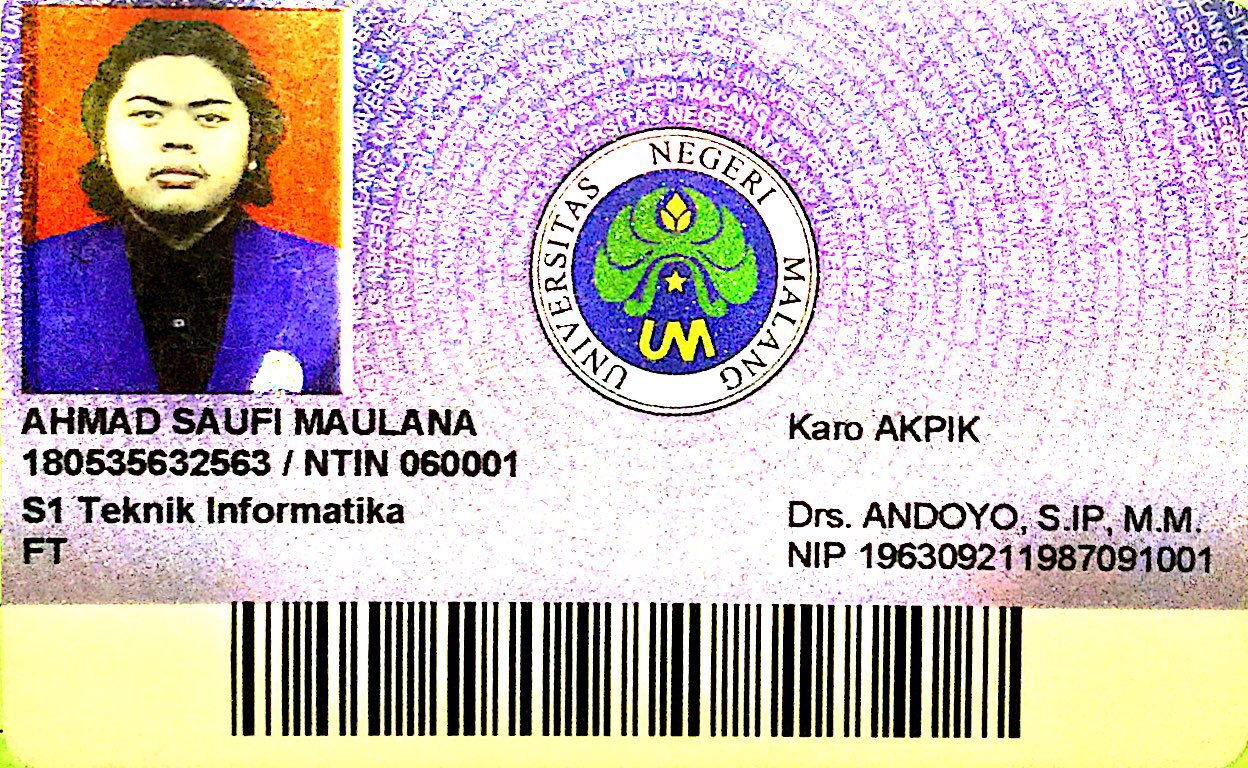 UNIVERSITAS NEGERI MALANG
UM
AHMAD SAUFI MAULANA
180535632563 / NTIN 060001
S1 Teknik Informatika
FT
Karo AKPIK
Drs. ANDOYO, S.IP, M.M.
NIP 196309211987091001